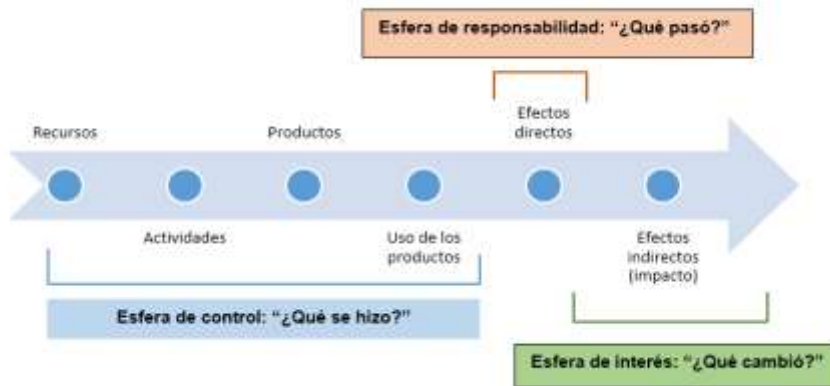 Esfera de responsabilidad: “¿Qué pasó?”
Efectos
directos
Recursos
Productos
Actividades
Uso de los
productos
Efectos
indirectos
(impacto)
Esfera de control: “¿Qué se hizo?”
Esfera de interés: “¿Qué cambió?”